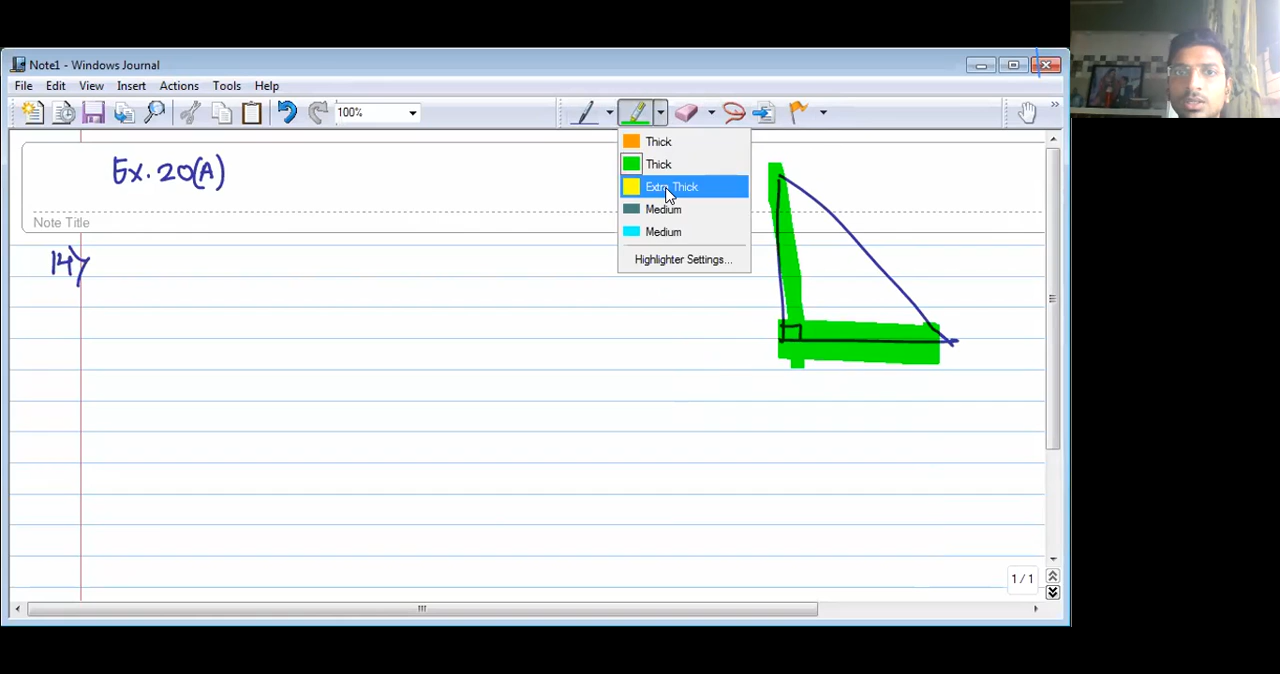 Note1 - Windows Journal
File Edit View Insert Actions Tools Help
100%
Thick
Thick
Extra Thick
Medium
Medium
Highlighter Settings...
Ex. 20(A)
Note Title
14)
1 / 1